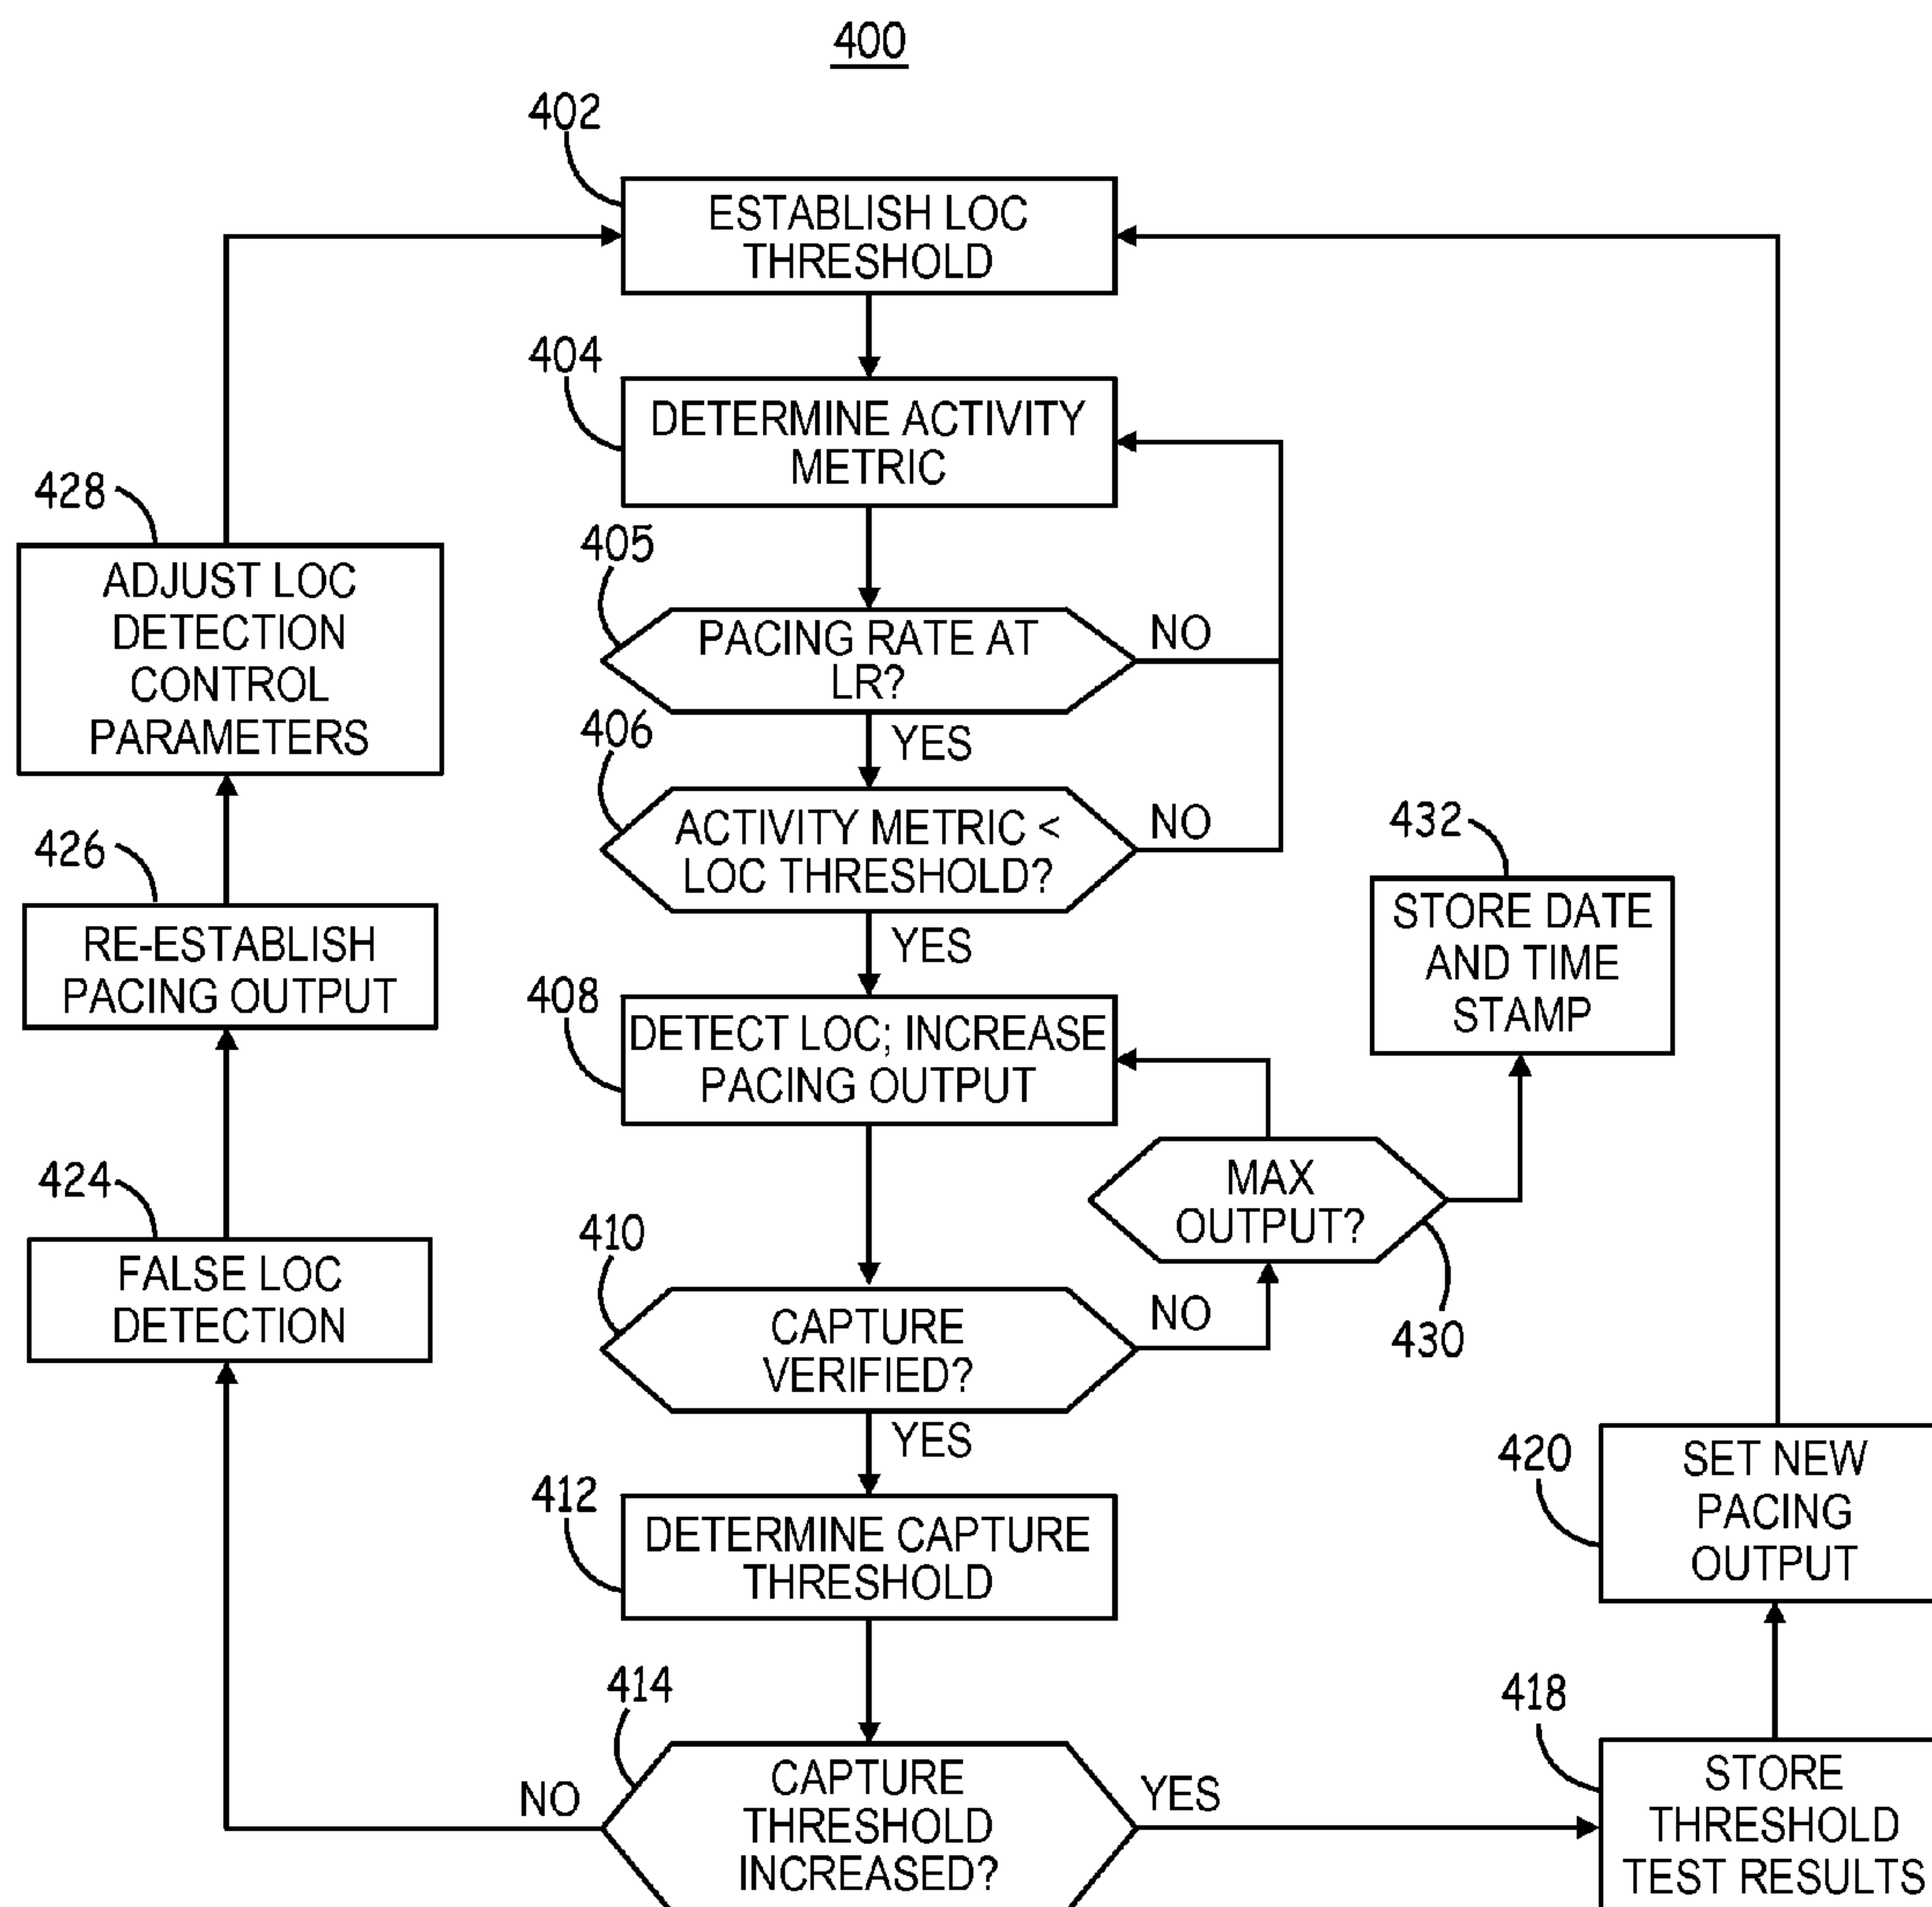 400
402
ESTABLISH LOC
THRESHOLD
404
DETERMINE ACTIVITY
METRIC
428
ADJUST LOC
DETECTION
CONTROL
PARAMETERS
405
PACING RATE AT
LR?
NO
YES
406
ACTIVITY METRIC <
LOC THRESHOLD?
NO
YES
432
STORE DATE
AND TIME
STAMP
426
RE-ESTABLISH
PACING OUTPUT
408
DETECT LOC; INCREASE
PACING OUTPUT
MAX
OUTPUT?
430
424
FALSE LOC
DETECTION
410
CAPTURE
VERIFIED?
NO
YES
412
DETERMINE CAPTURE
THRESHOLD
420
SET NEW
PACING
OUTPUT
414
CAPTURE
THRESHOLD
INCREASED?
NO
YES
418
STORE
THRESHOLD
TEST RESULTS